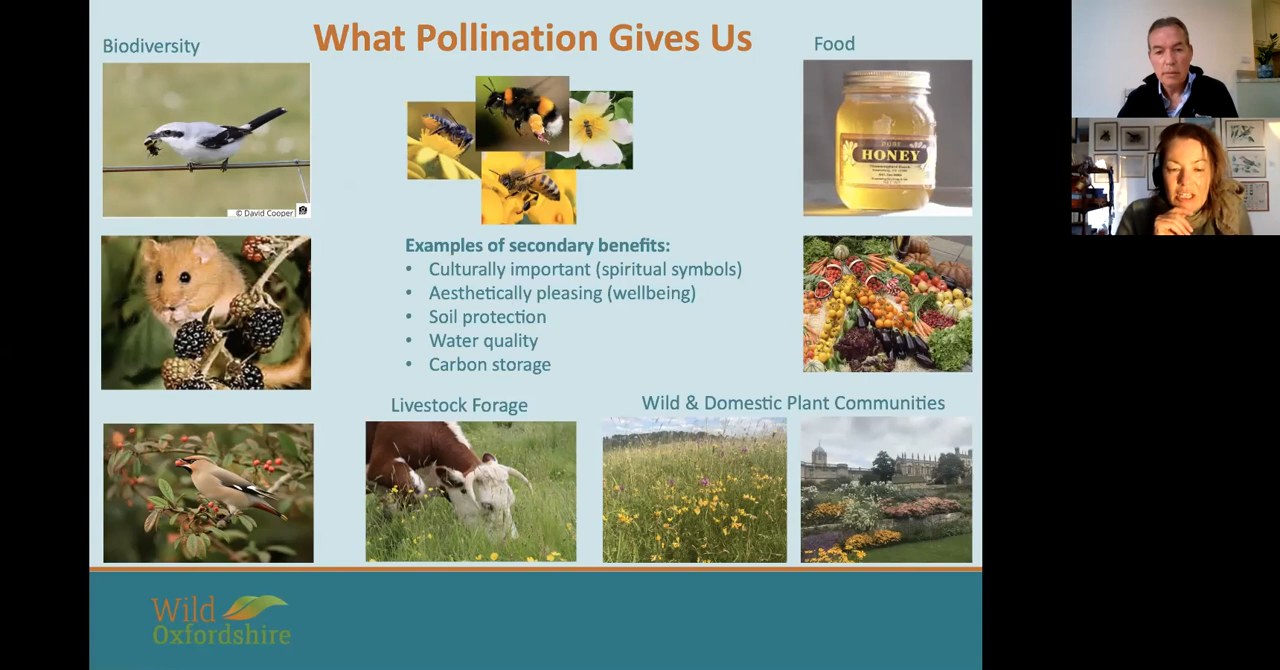 What Pollination Gives Us
Biodiversity
Food
© David Cooper
PURE
HONEY
Examples of secondary benefits:
• Culturally important (spiritual symbols)
• Aesthetically pleasing (wellbeing)
• Soil protection
• Water quality
• Carbon storage
Livestock Forage
Wild & Domestic Plant Communities
Wild
Oxfordshire